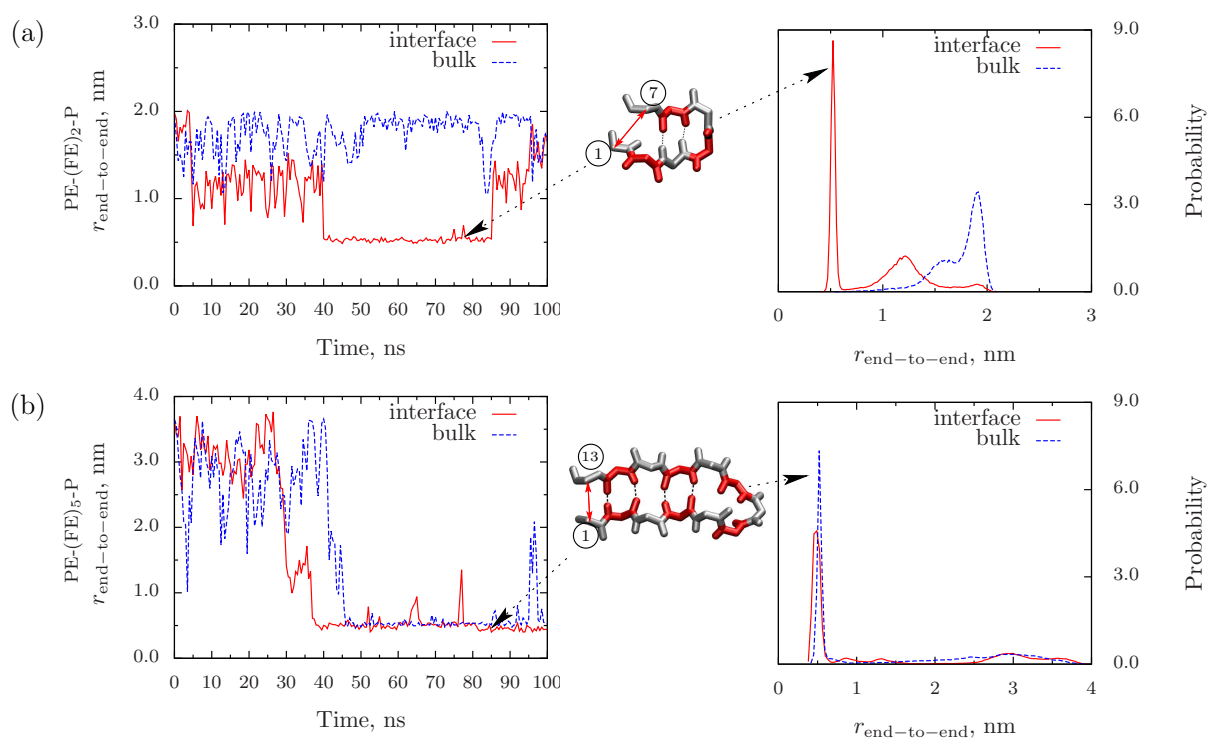 (a)
PE-(FE)2-P
r end−to−end, nm
3.0
2.0
1.0
0.0
interface
bulk
0 10 20 30 40 50 60 70 80 90 100
Time, ns
7
1
interface
bulk
9.0
6.0
3.0
0.0
Probability
0 1 2 3
r end−to−end, nm
(b)
PE-(FE)5-P
r end−to−end, nm
4.0
3.0
2.0
1.0
0.0
interface
bulk
0 10 20 30 40 50 60 70 80 90 100
Time, ns
13
1
interface
bulk
9.0
6.0
3.0
0.0
Probability
0 1 2 3 4
r end−to−end, nm